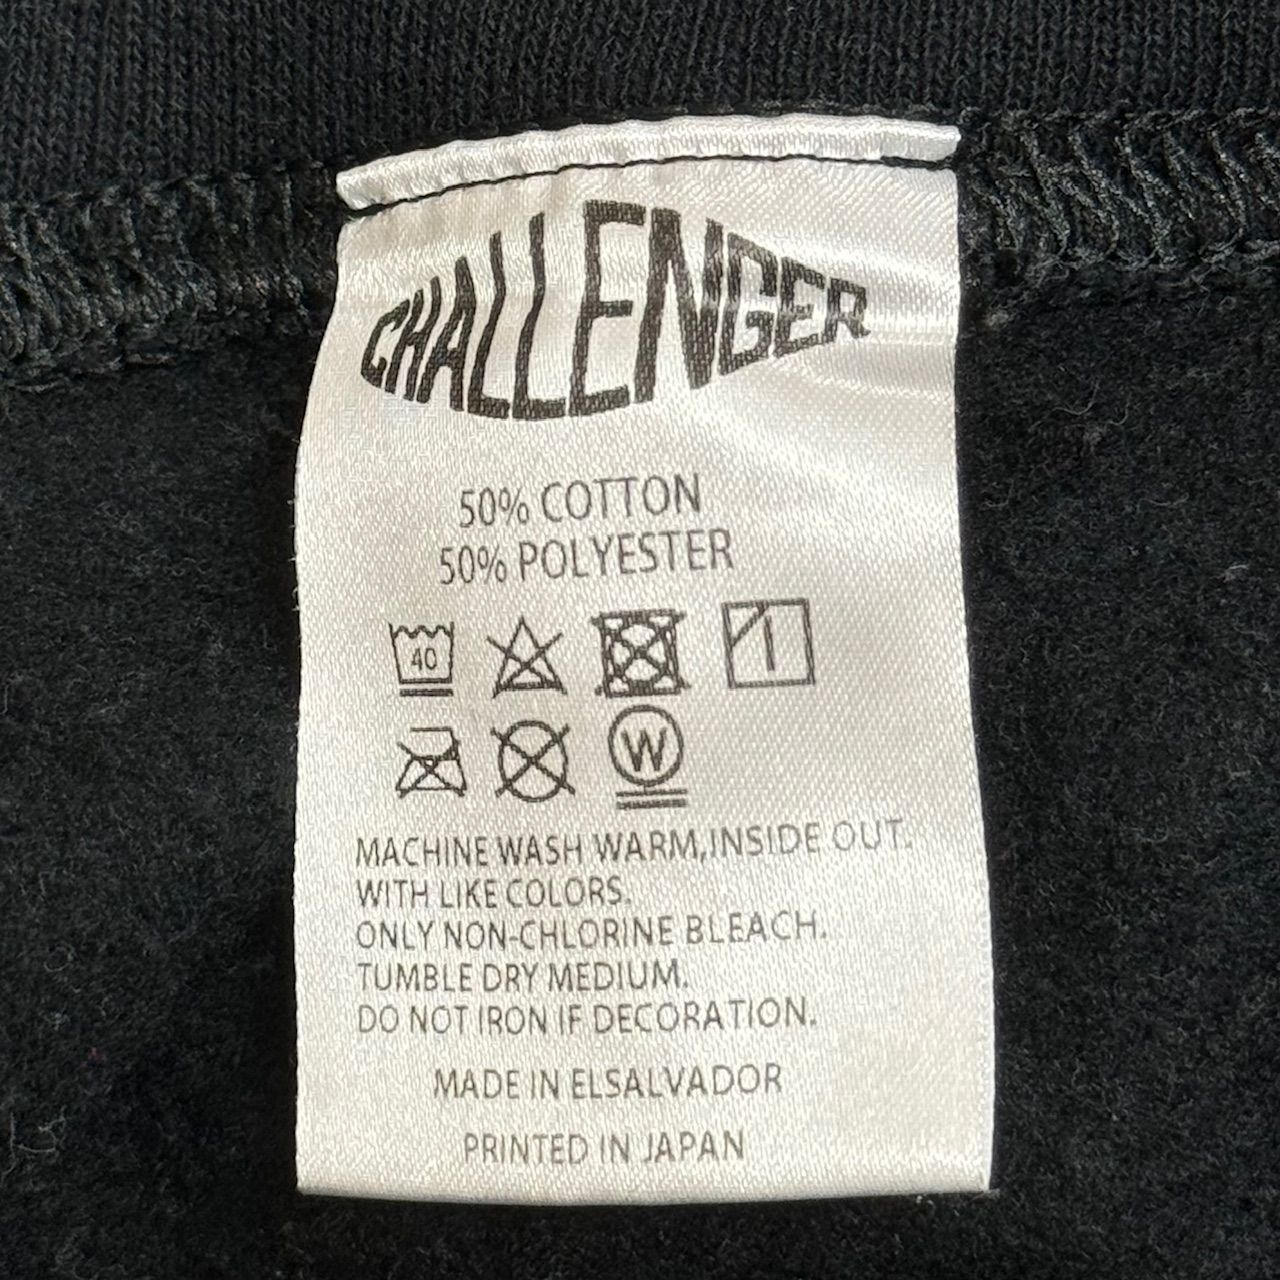 CHALLENGER
50% COTTON
50% POLYESTER
40
W
MACHINE WASH WARM,INSIDE OUT.
WITH LIKE COLORS.
ONLY NON-CHLORINE BLEACH.
TUMBLE DRY MEDIUM.
DO NOT IRON IF DECORATION.
MADE IN ELSALVADOR
PRINTED IN JAPAN